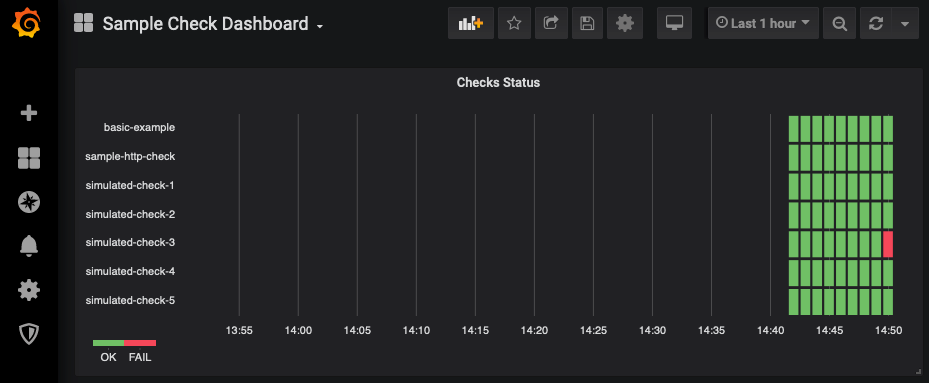 Sample Check Dashboard
Last 1 hour
Checks Status
basic-example
sample-http-check
simulated-check-1
simulated-check-2
simulated-check-3
simulated-check-4
simulated-check-5
13:55 14:00 14:05 14:10 14:15 14:20 14:25 14:30 14:35 14:40 14:45 14:50
OK FAIL